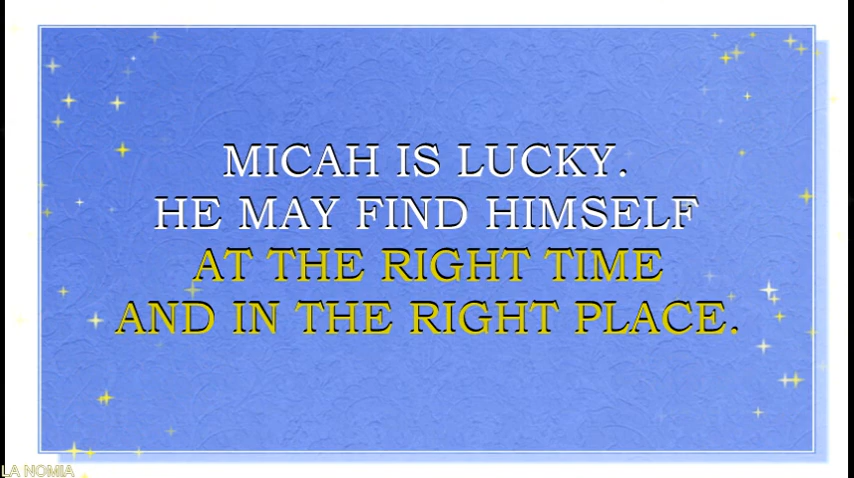 MICAH IS LUCKY.
HE MAY FIND HIMSELF
AT THE RIGHT TIME
AND IN THE RIGHT PLACE.
LA NOMIA